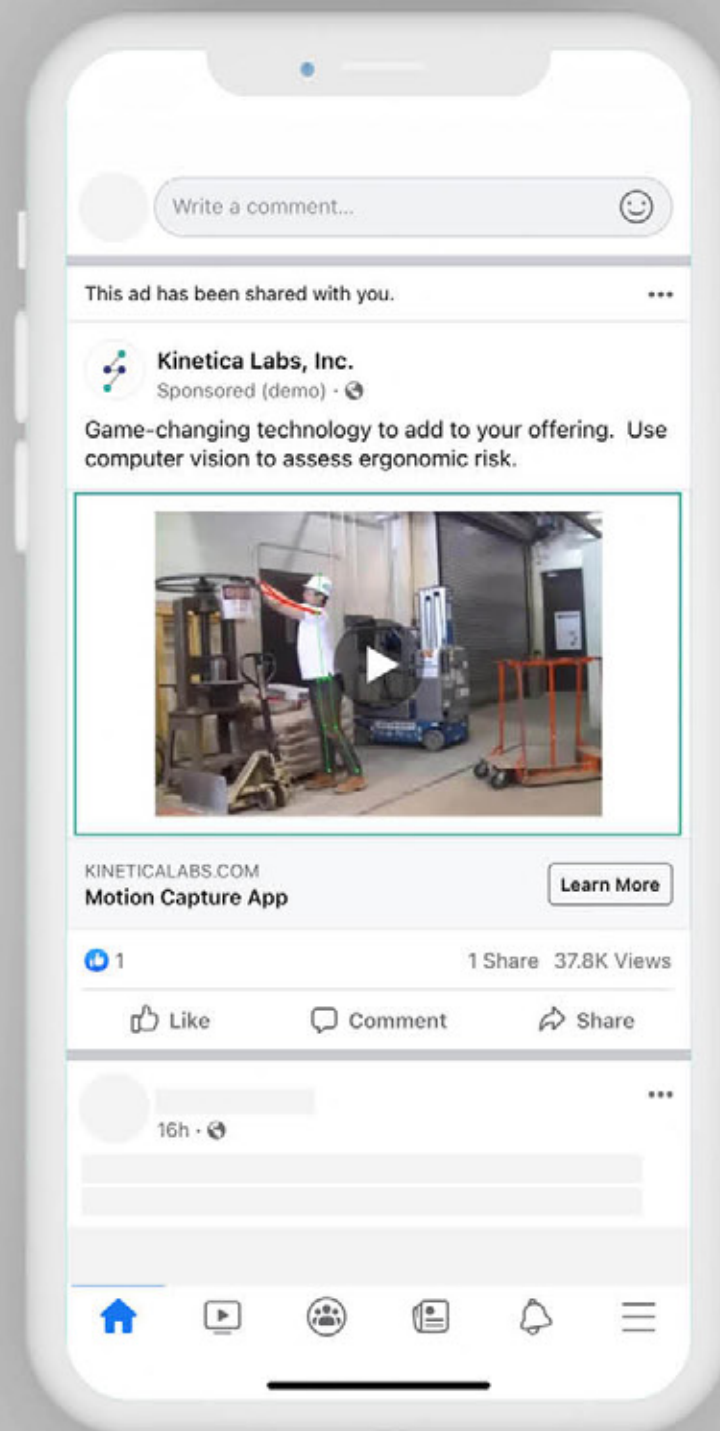 Write a comment...
This ad has been shared with you.
Kinetica Labs, Inc.
Sponsored (demo) ·
Game-changing technology to add to your offering.  Use
computer vision to assess ergonomic risk.
KINETICALABS.COM
Motion Capture App
Learn More
1
1 Share 37.8K Views
Like
Comment
Share
16h ·